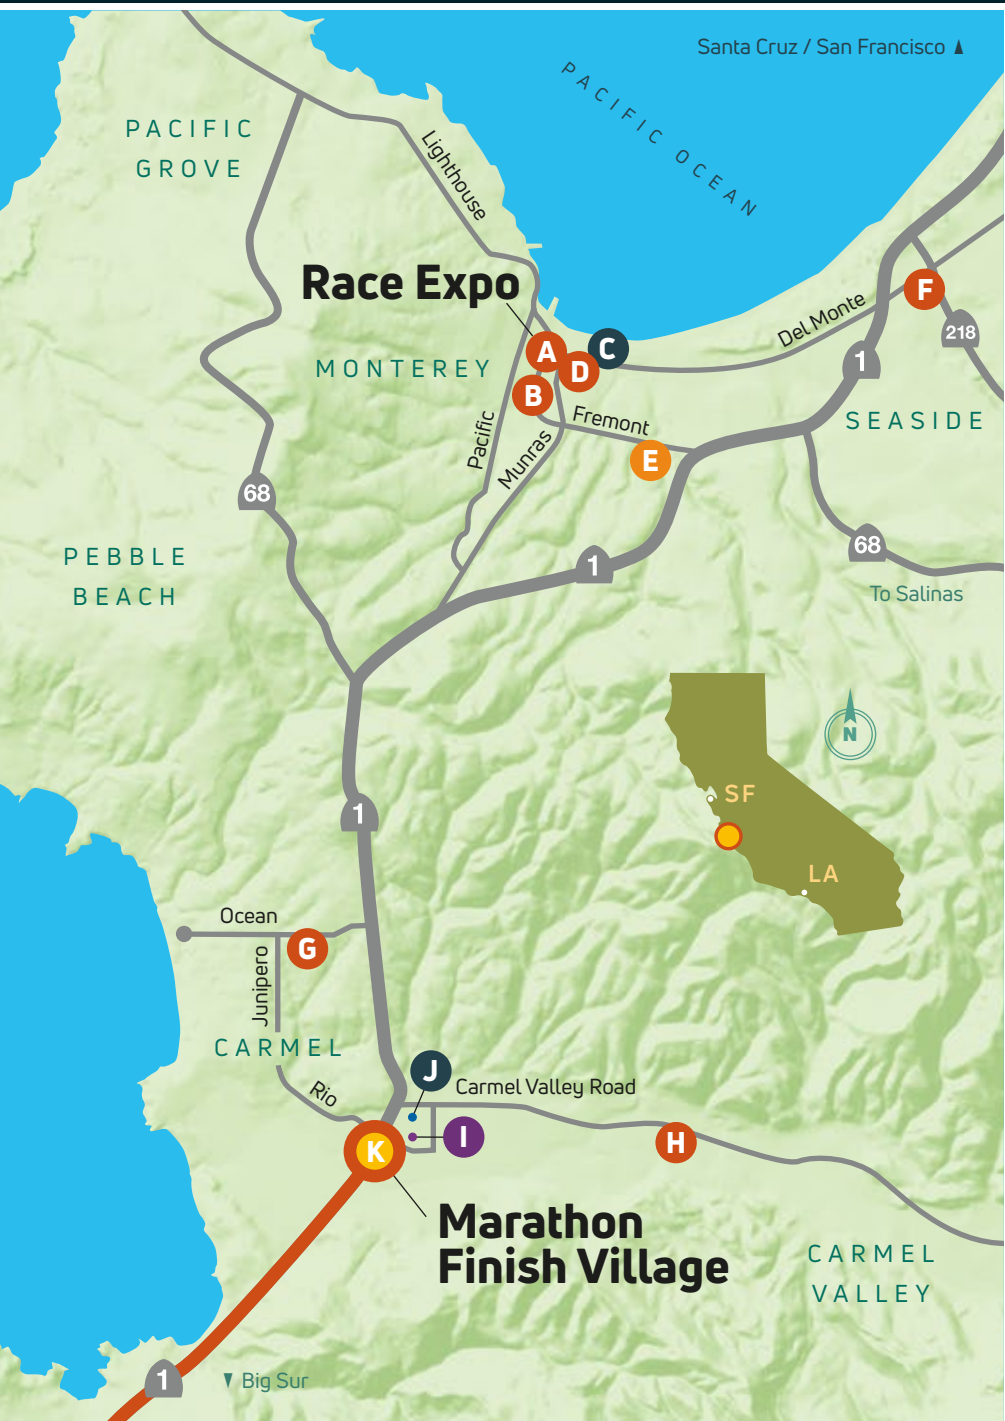 Santa Cruz / San Francisco
PACIFIC OCEAN
PACIFIC
GROVE
Lighthouse
Race Expo
F
Del Monte
218
A
C
D
MONTEREY
1
B
SEASIDE
Fremont
Pacific
Munras
E
68
68
PEBBLE
BEACH
1
To Salinas
N
SF
1
LA
Ocean
G
Junipero
CARMEL
J
Carmel Valley Road
Rio
I
H
K
Marathon
Finish Village
CARMEL
VALLEY
1
Big Sur